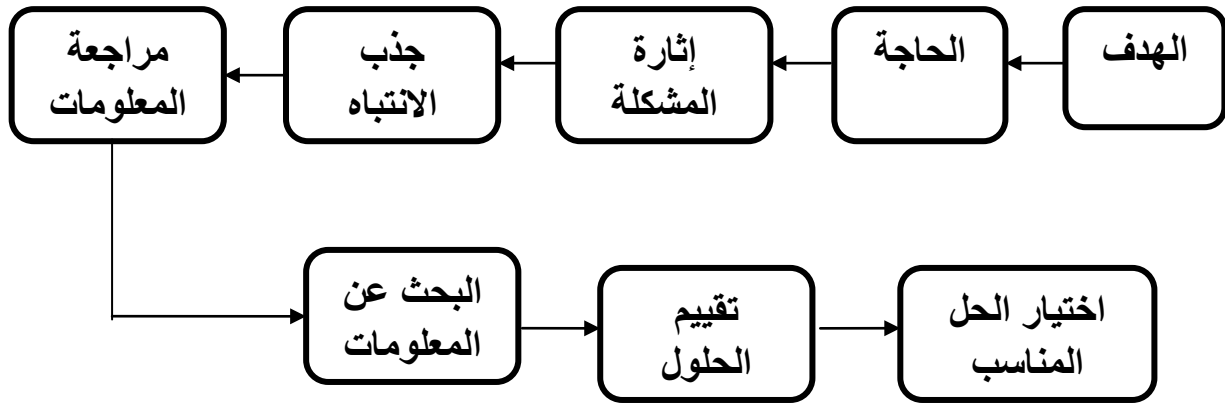 الهدف
الحاجة
إثارة
المشكلة
جذب
الانتباه
مراجعة
المعلومات
البحث عن
المعلومات
تقييم
الحلول
اختيار الحل
المناسب